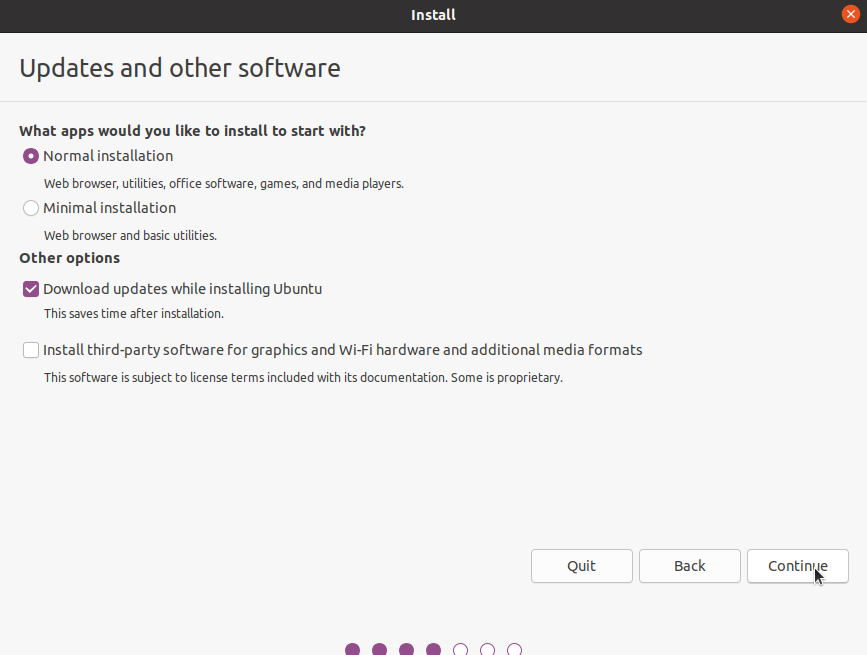 Install
Updates and other software
What apps would you like to install to start with?
Normal installation
Web browser, utilities, office software, games, and media players.
Minimal installation
Web browser and basic utilities.
Other options
Download updates while installing Ubuntu
This saves time after installation.
Install third-party software for graphics and Wi-Fi hardware and additional media formats
This software is subject to license terms included with its documentation. Some is proprietary.
Quit Back Continue